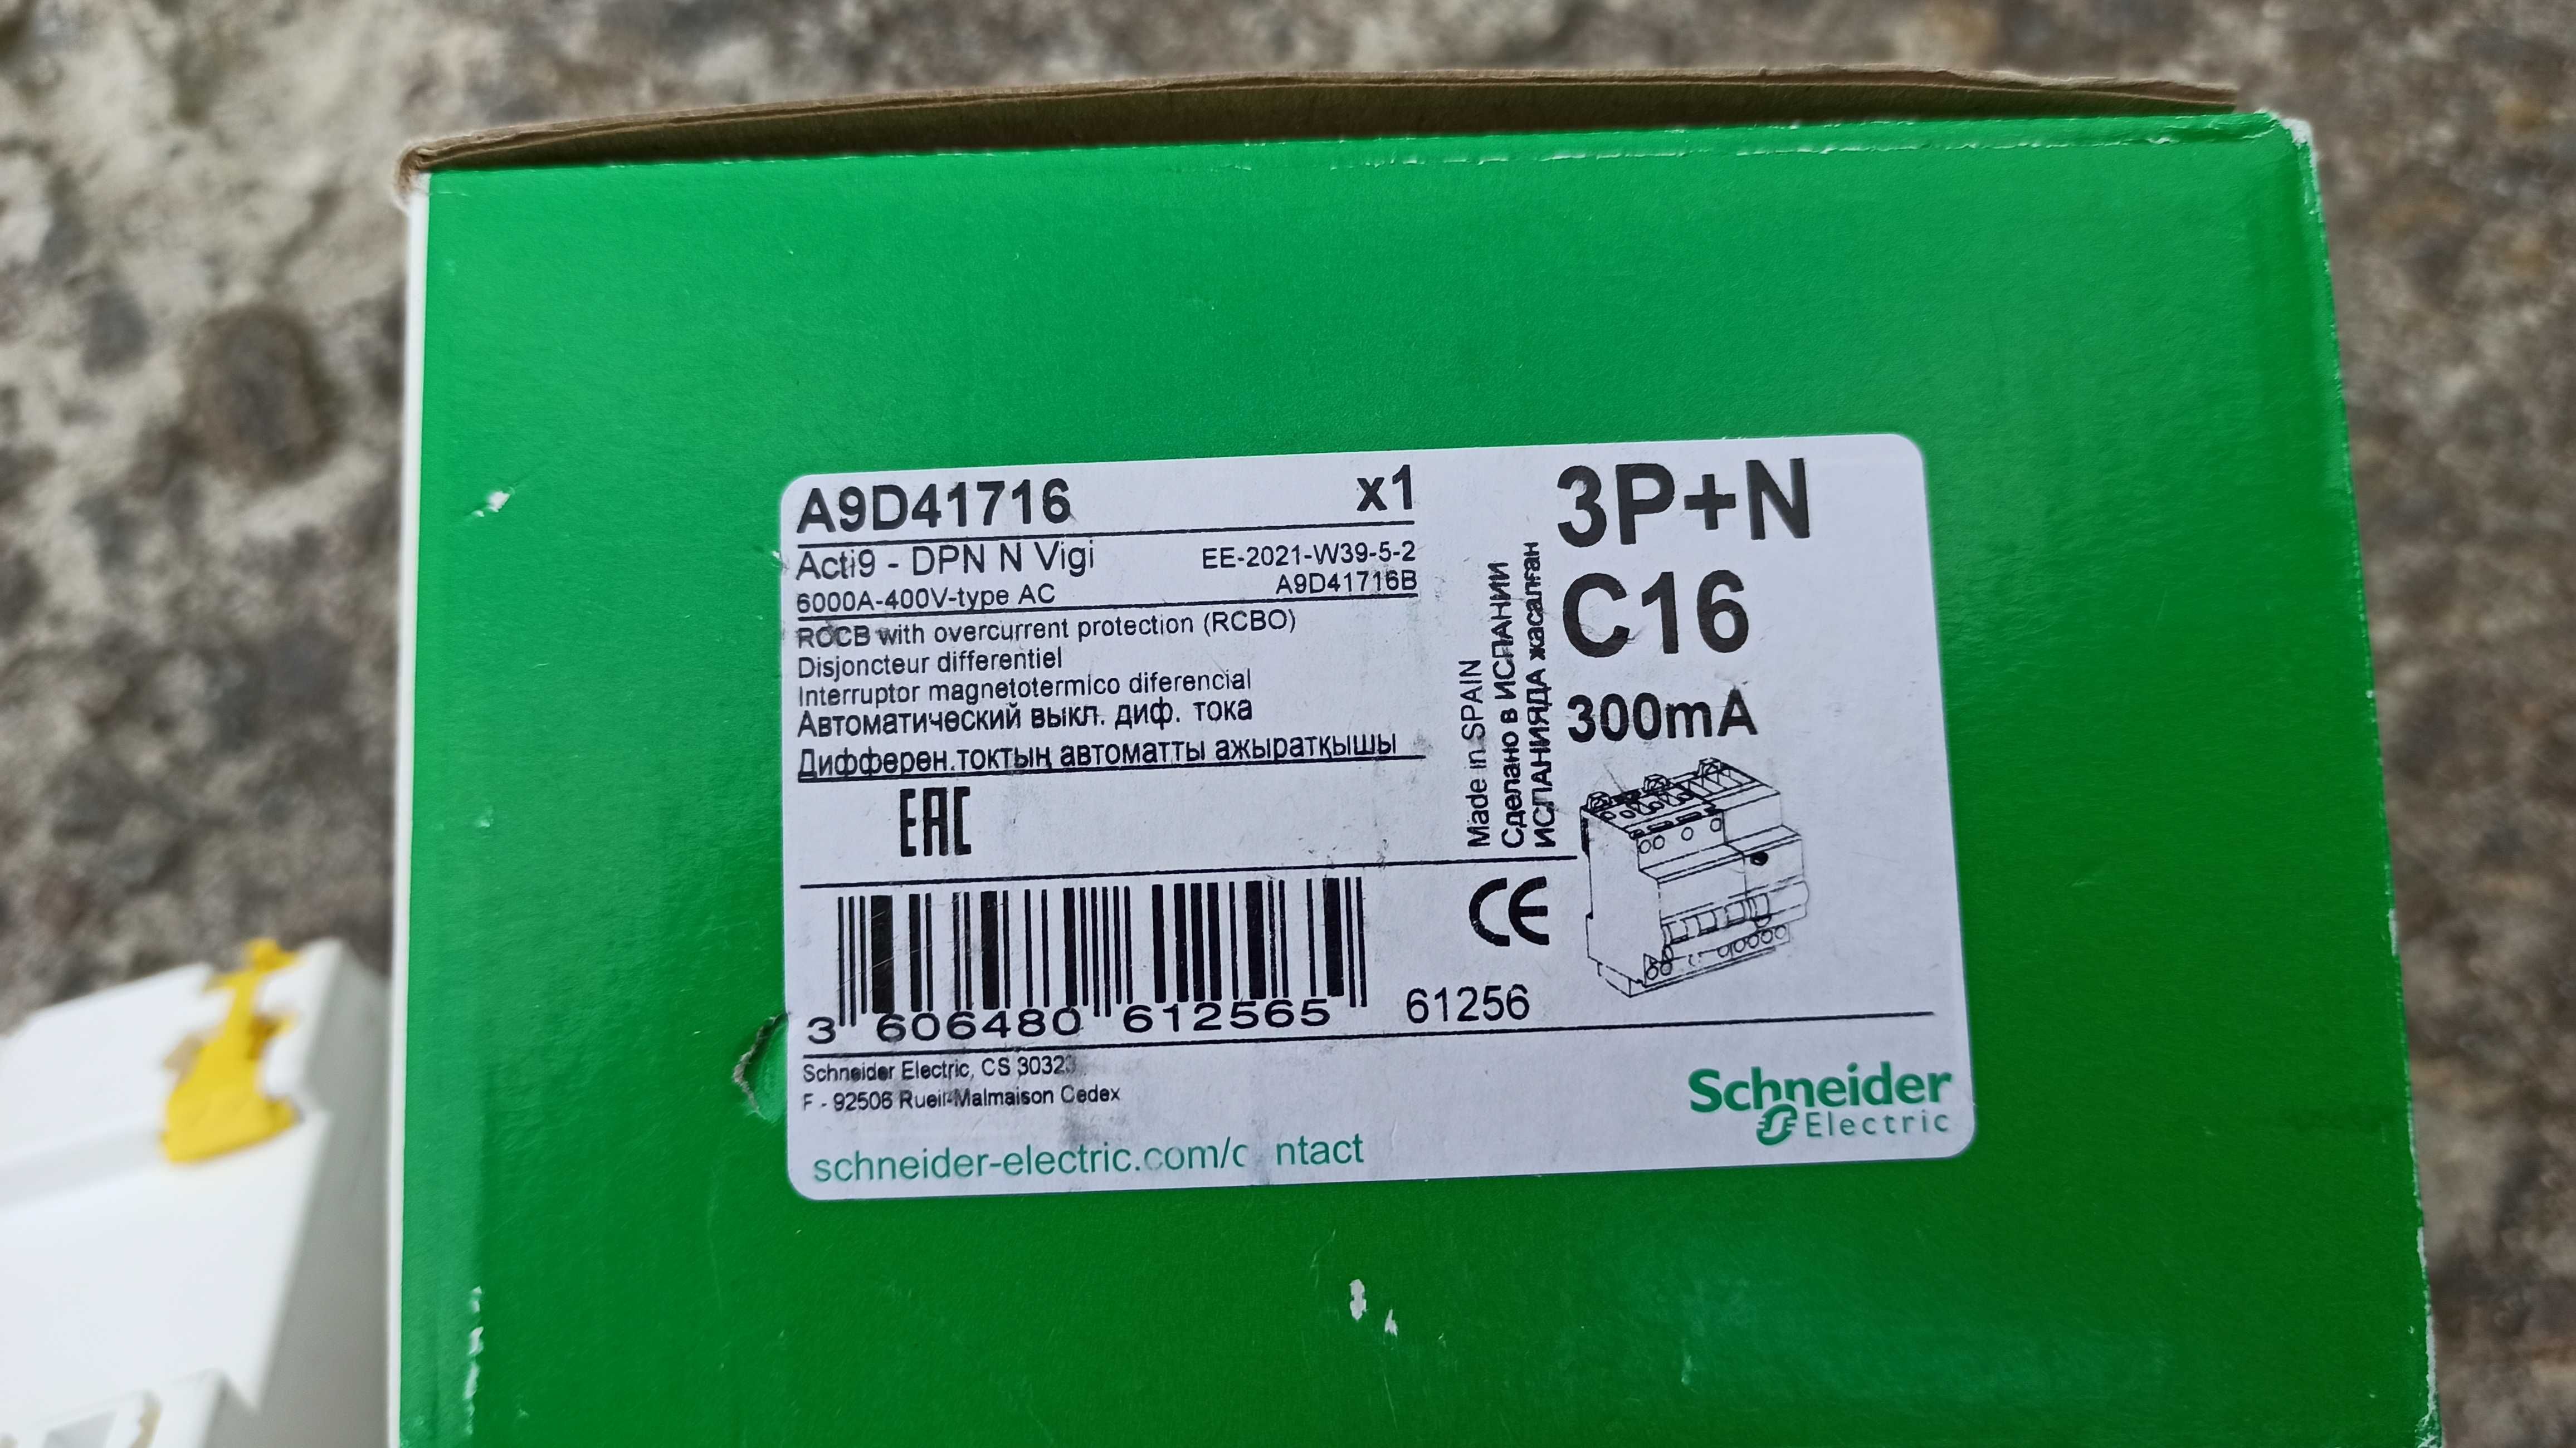 A9D41716 x1
Acti9 - DPN N Vigi EE-2021-W39-5-2
6000A-400V-type AC A9D41716B
RCCB with overcurrent protection (RCBO)
Disjoncteur differentiel
Interruptor magnetotermico diferencial
Автоматический выкл. диф. тока
Дифферен.токтың автоматты ажыратқышы
EAC
Made in SPAIN
Сделано в ИСПАНИИ
ИСПАНИЯДА жасалған
3P+N
C16
300mA
CE
3 606480 612565
61256
Schneider Electric, CS 30323
F - 92506 Rueil-Malmaison Cedex
schneider-electric.com/c ntact
Schneider
Electric